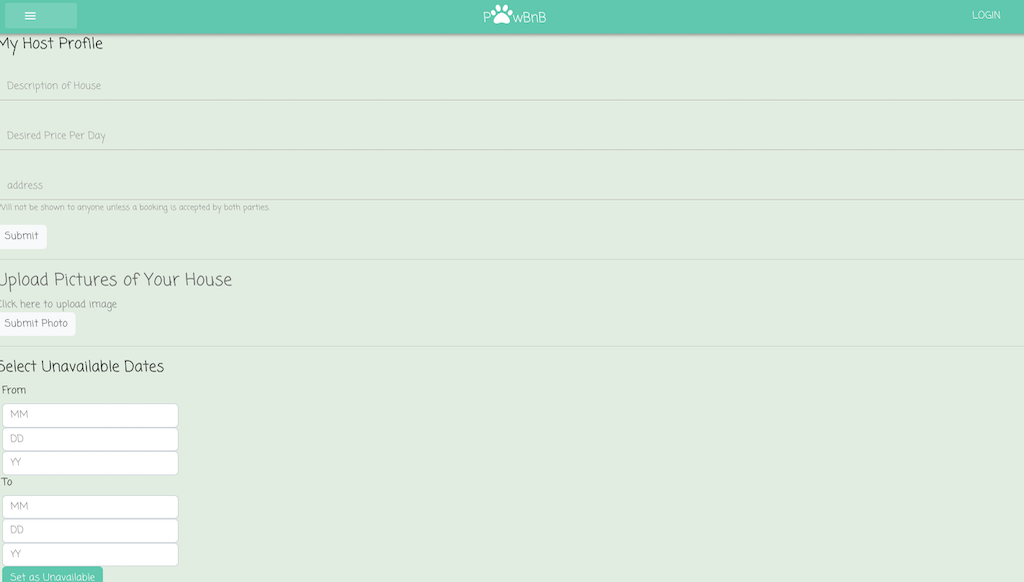 PawBnB
LOGIN
My Host Profile
Description of House
Desired Price Per Day
address
Will not be shown to anyone unless a booking is accepted by both parties.
Submit
Upload Pictures of Your House
Click here to upload image
Submit Photo
Select Unavailable Dates
From
MM
DD
YY
To
MM
DD
YY
Set as Unavailable